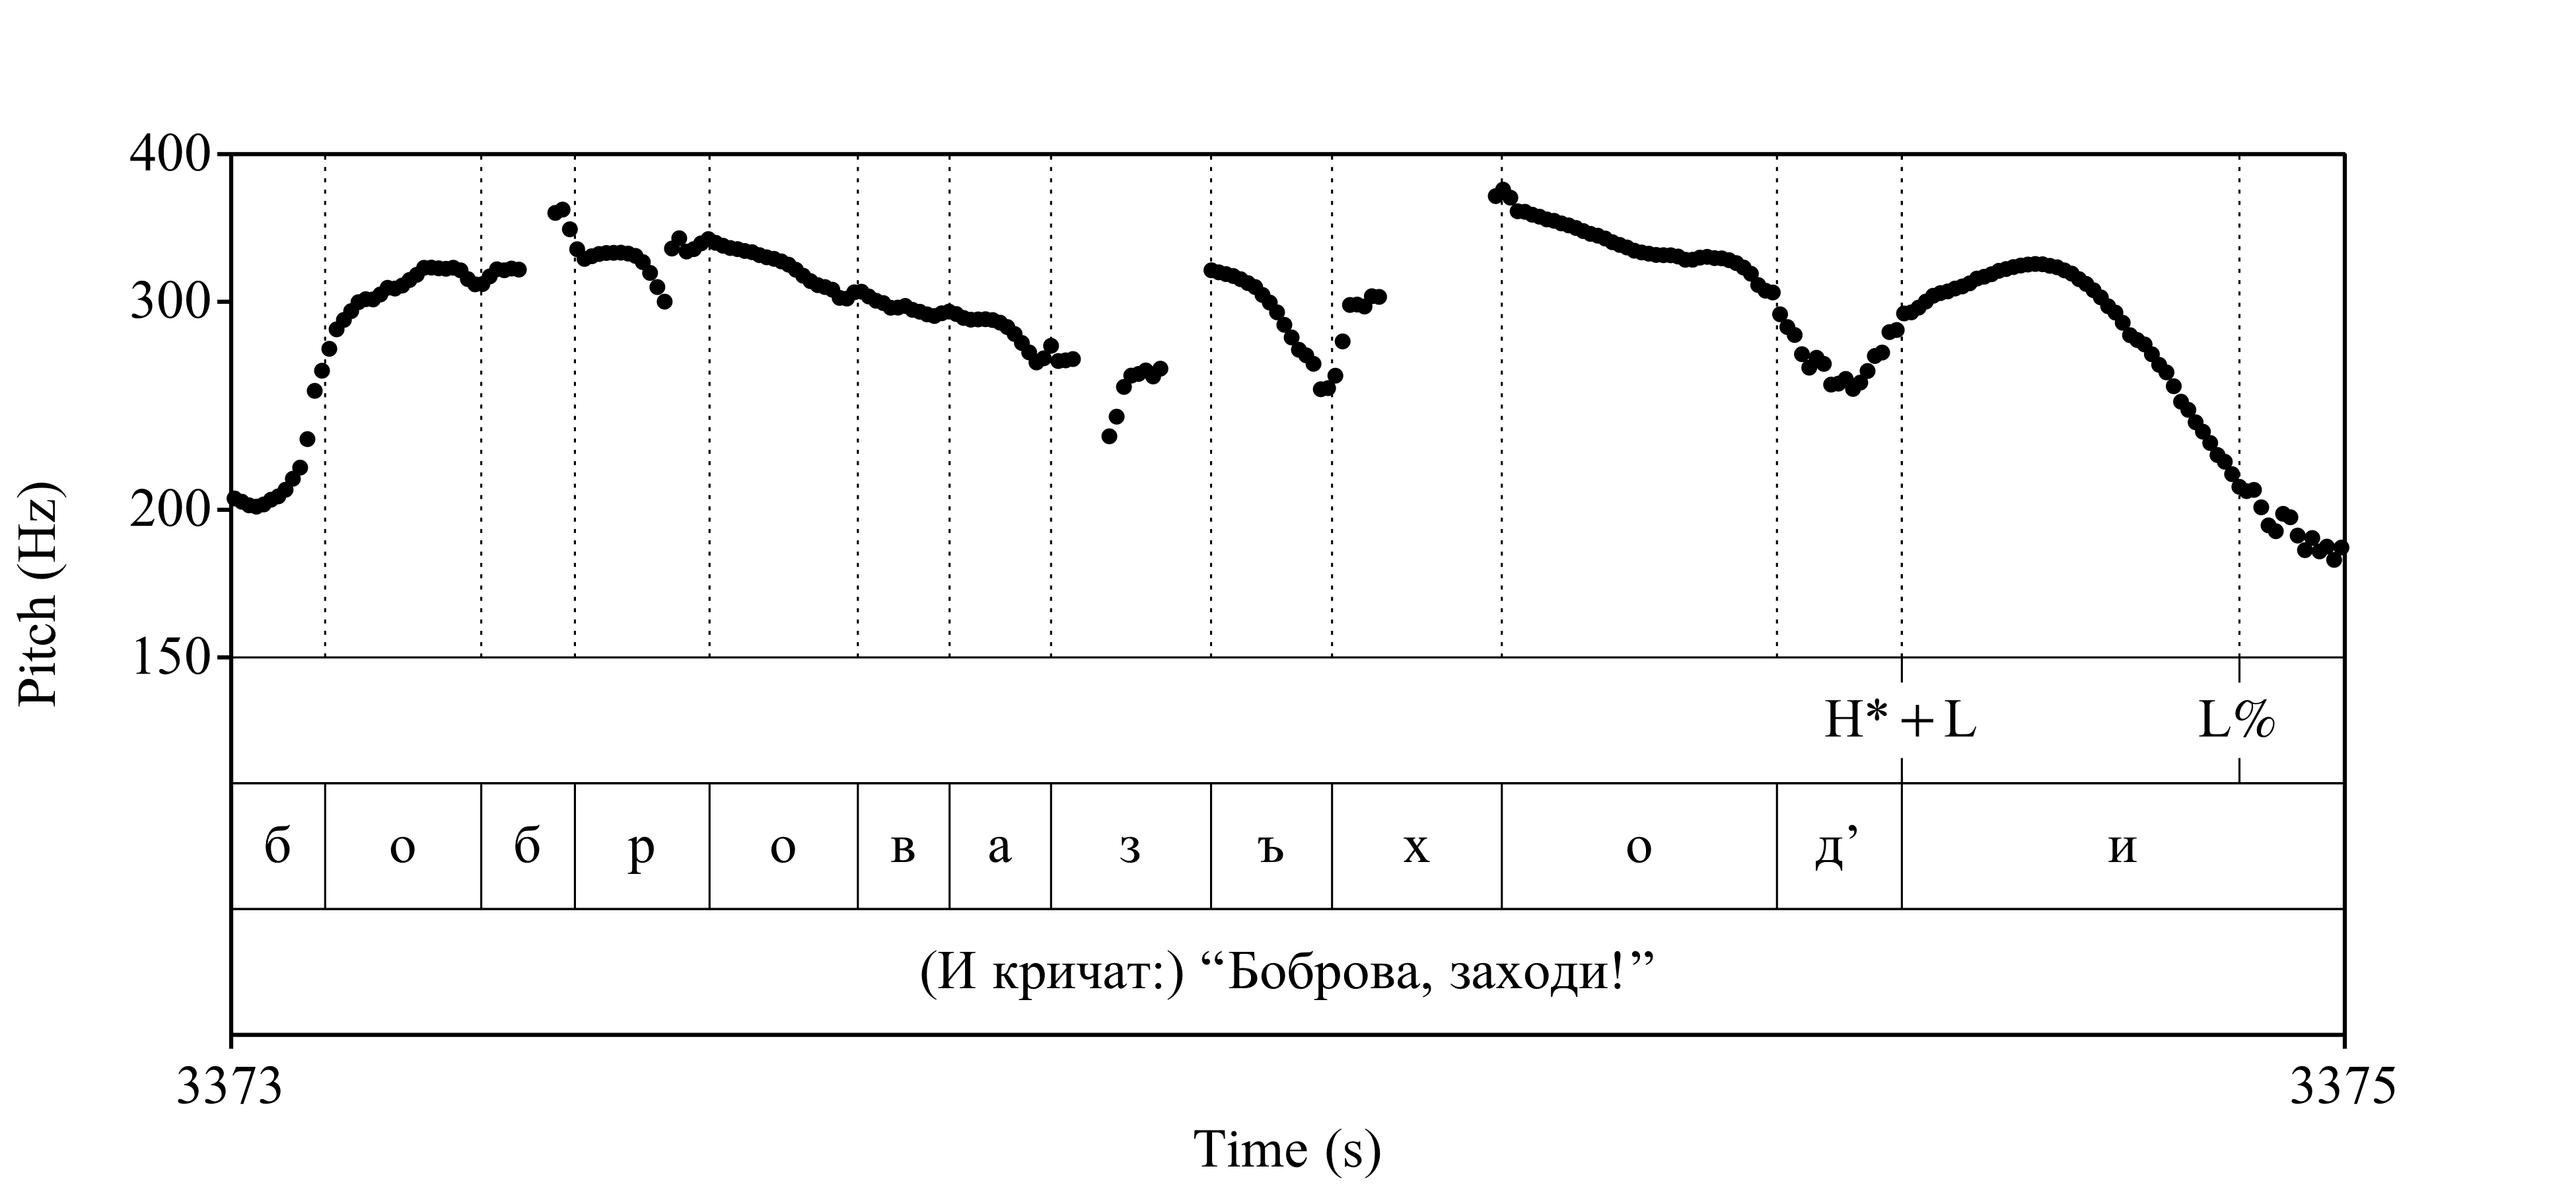 400
300
200
150
Pitch (Hz)
H* + L L%
б о б р о в а з ъ х о д’ и
(И кричат:) “Боброва, заходи!”
3373 3375
Time (s)